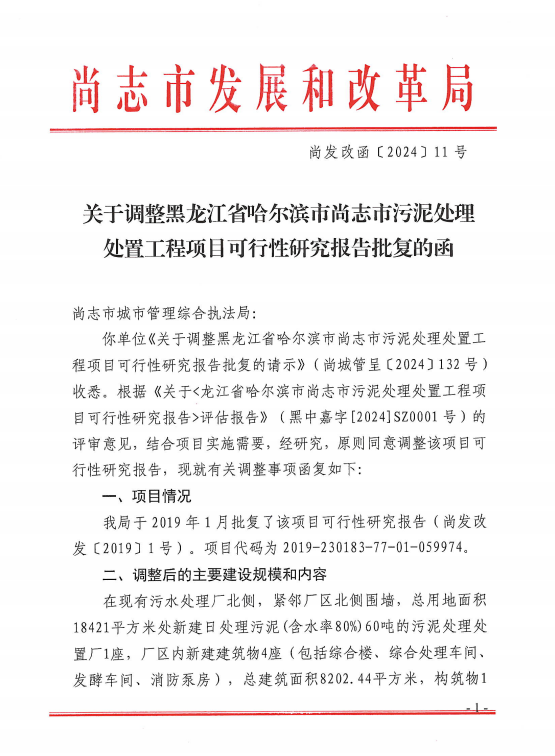 尚志市发展和改革局
尚发改函〔2024〕11号
关于调整黑龙江省哈尔滨市尚志市污泥处理
处置工程项目可行性研究报告批复的函
尚志市城市管理综合执法局：
你单位《关于调整黑龙江省哈尔滨市尚志市污泥处理处置工
程项目可行性研究报告批复的请示》（尚城管呈〔2024〕132号）
收悉。根据《关于<龙江省哈尔滨市尚志市污泥处理处置工程项
目可行性研究报告>评估报告》（黑中嘉字[2024]SZ0001号）的
评审意见，结合项目实施需要，经研究，原则同意调整该项目可
行性研究报告，现就有关调整事项函复如下：
一、项目情况
我局于2019年1月批复了该项目可行性研究报告（尚发改
发〔2019〕1号）。项目代码为2019-230183-77-01-059974。
二、调整后的主要建设规模和内容
在现有污水处理厂北侧，紧邻厂区北侧围墙，总用地面积
18421平方米处新建日处理污泥(含水率80%)60吨的污泥处理处
置厂1座，厂区内新建建筑物4座（包括综合楼、综合处理车间、
发酵车间、消防泵房），总建筑面积8202.44平方米，构筑物1
-1-